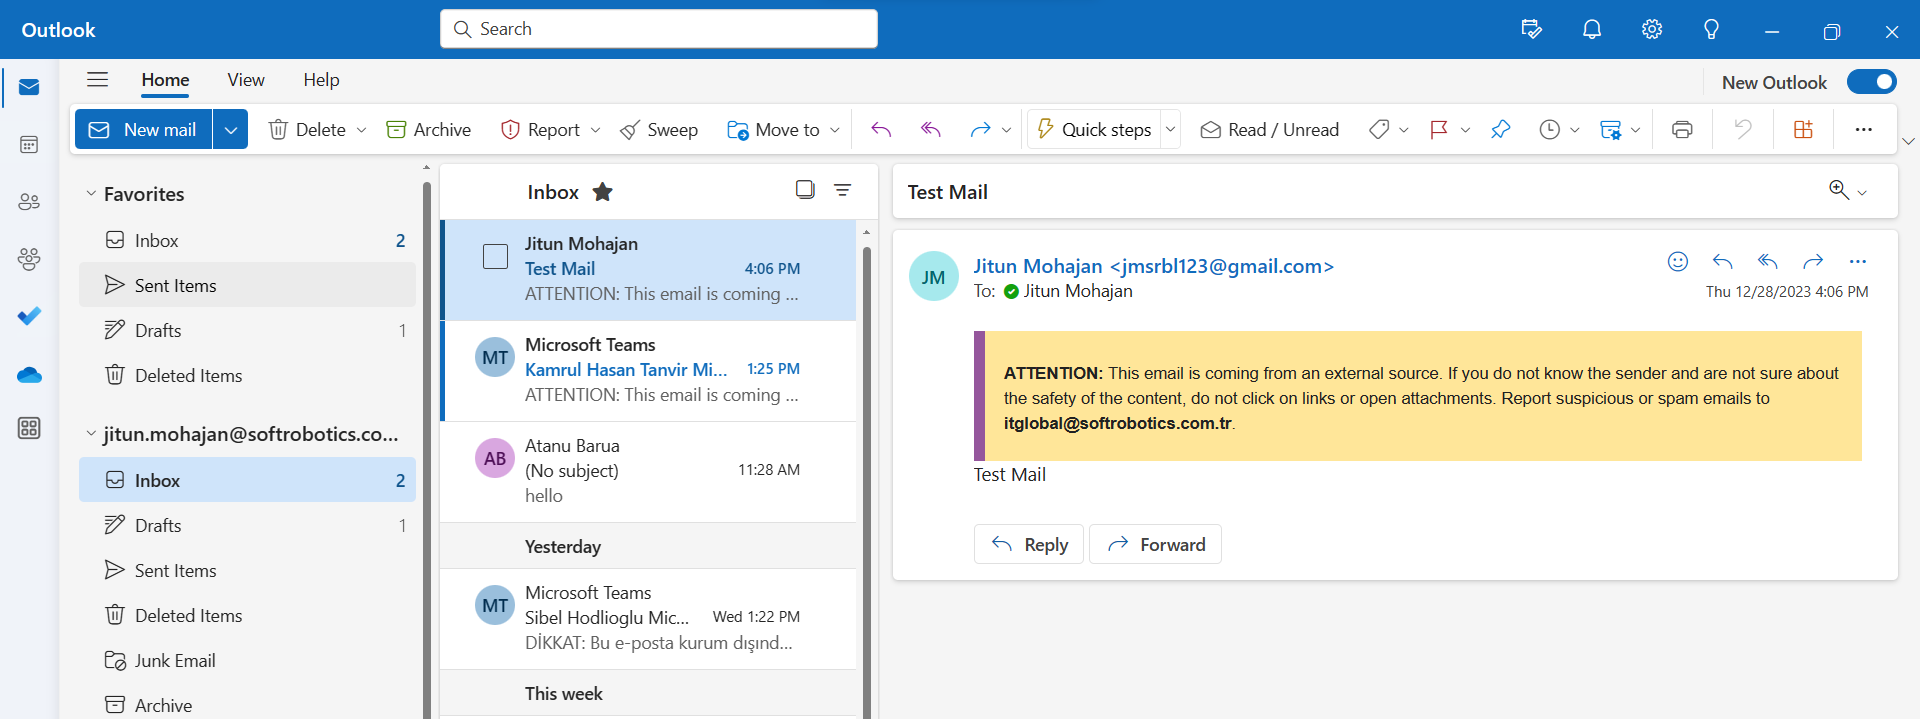 Outlook
Search
Home View Help
New Outlook
New mail Delete Archive Report Sweep Move to Quick steps Read / Unread
Favorites
Inbox 2
Sent Items
Drafts 1
Deleted Items
jitun.mohajan@softrobotics.co...
Inbox 2
Drafts 1
Sent Items
Deleted Items
Junk Email
Archive
Inbox
Jitun Mohajan
Test Mail 4:06 PM
ATTENTION: This email is coming ...
MT
Microsoft Teams
Kamrul Hasan Tanvir Mi... 1:25 PM
ATTENTION: This email is coming ...
AB
Atanu Barua
(No subject) 11:28 AM
hello
Yesterday
MT
Microsoft Teams
Sibel Hodlioglu Mic... Wed 1:22 PM
DİKKAT: Bu e-posta kurum dışınd...
This week
Test Mail
JM
Jitun Mohajan <jmsrbl123@gmail.com>
To: Jitun Mohajan
Thu 12/28/2023 4:06 PM
ATTENTION: This email is coming from an external source. If you do not know the sender and are not sure about
the safety of the content, do not click on links or open attachments. Report suspicious or spam emails to
itglobal@softrobotics.com.tr.
Test Mail
Reply Forward